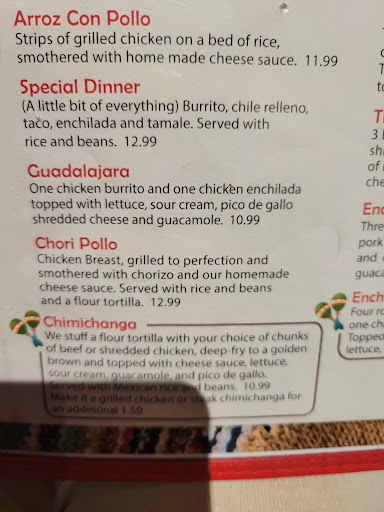 Arroz Con Pollo
Strips of grilled chicken on a bed of rice,
smothered with home made cheese sauce. 11.99
Special Dinner
(A little bit of everything) Burrito, chile relleno,
taco, enchilada and tamale. Served with
rice and beans. 12.99
Guadalajara
One chicken burrito and one chicken enchilada
topped with lettuce, sour cream, pico de gallo
shredded cheese and guacamole. 10.99
Chori Pollo
Chicken Breast, grilled to perfection and
smothered with chorizo and our homemade
cheese sauce. Served with rice and beans
and a flour tortilla. 12.99
Chimichanga
We stuff a flour tortilla with your choice of chunks
of beef or shredded chicken, deep-fry to a golden
brown and topped with cheese sauce, lettuce,
sour cream, guacamole, and pico de gallo.
Served with Mexican rice and beans. 10.99
Make it a grilled chicken or steak chimichanga for
an additional 1.50
3
of
Thre
pork
and
Ench
Four
one
Topped
lettuce,